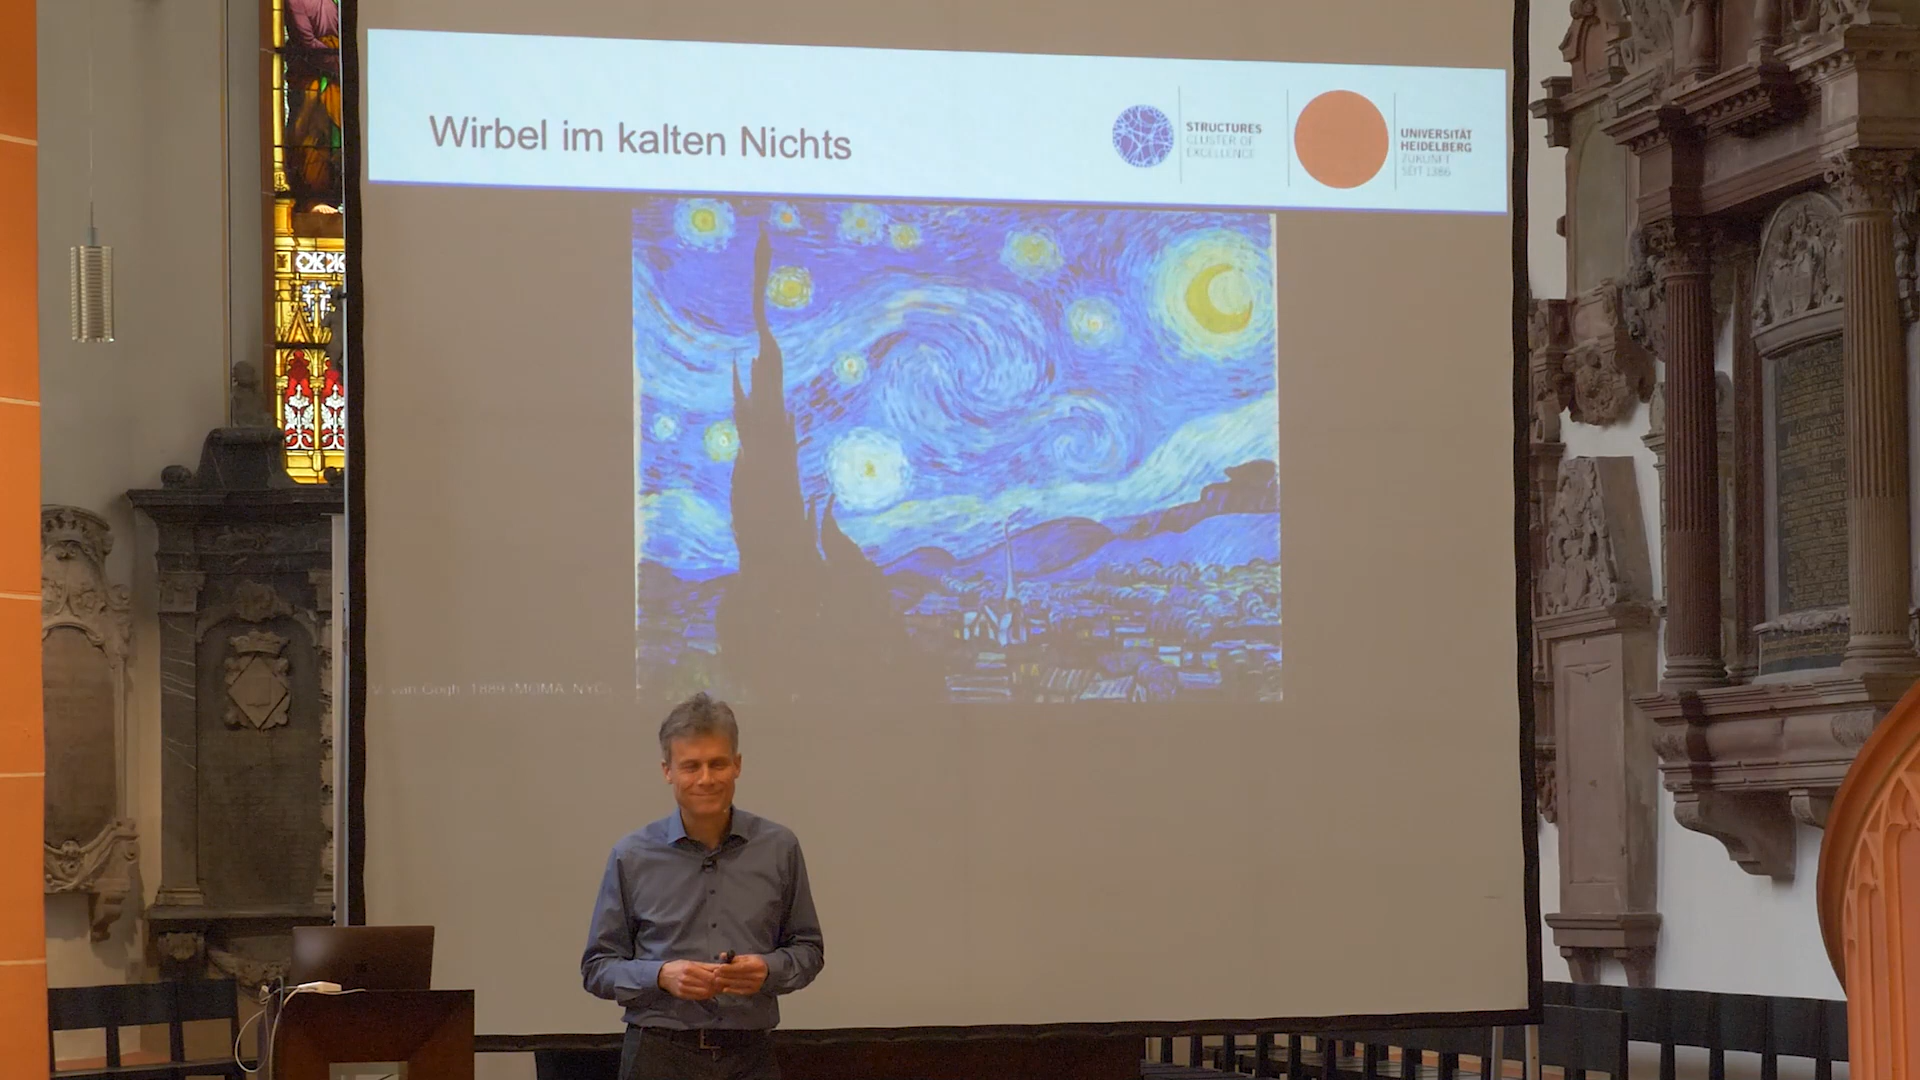 Wirbel im kalten Nichts
STRUCTURES
CLUSTER OF
EXCELLENCE
UNIVERSITÄT
HEIDELBERG
ZUKUNFT
SEIT 1386
V. van Gogh, 1889 (MOMA, NYC)